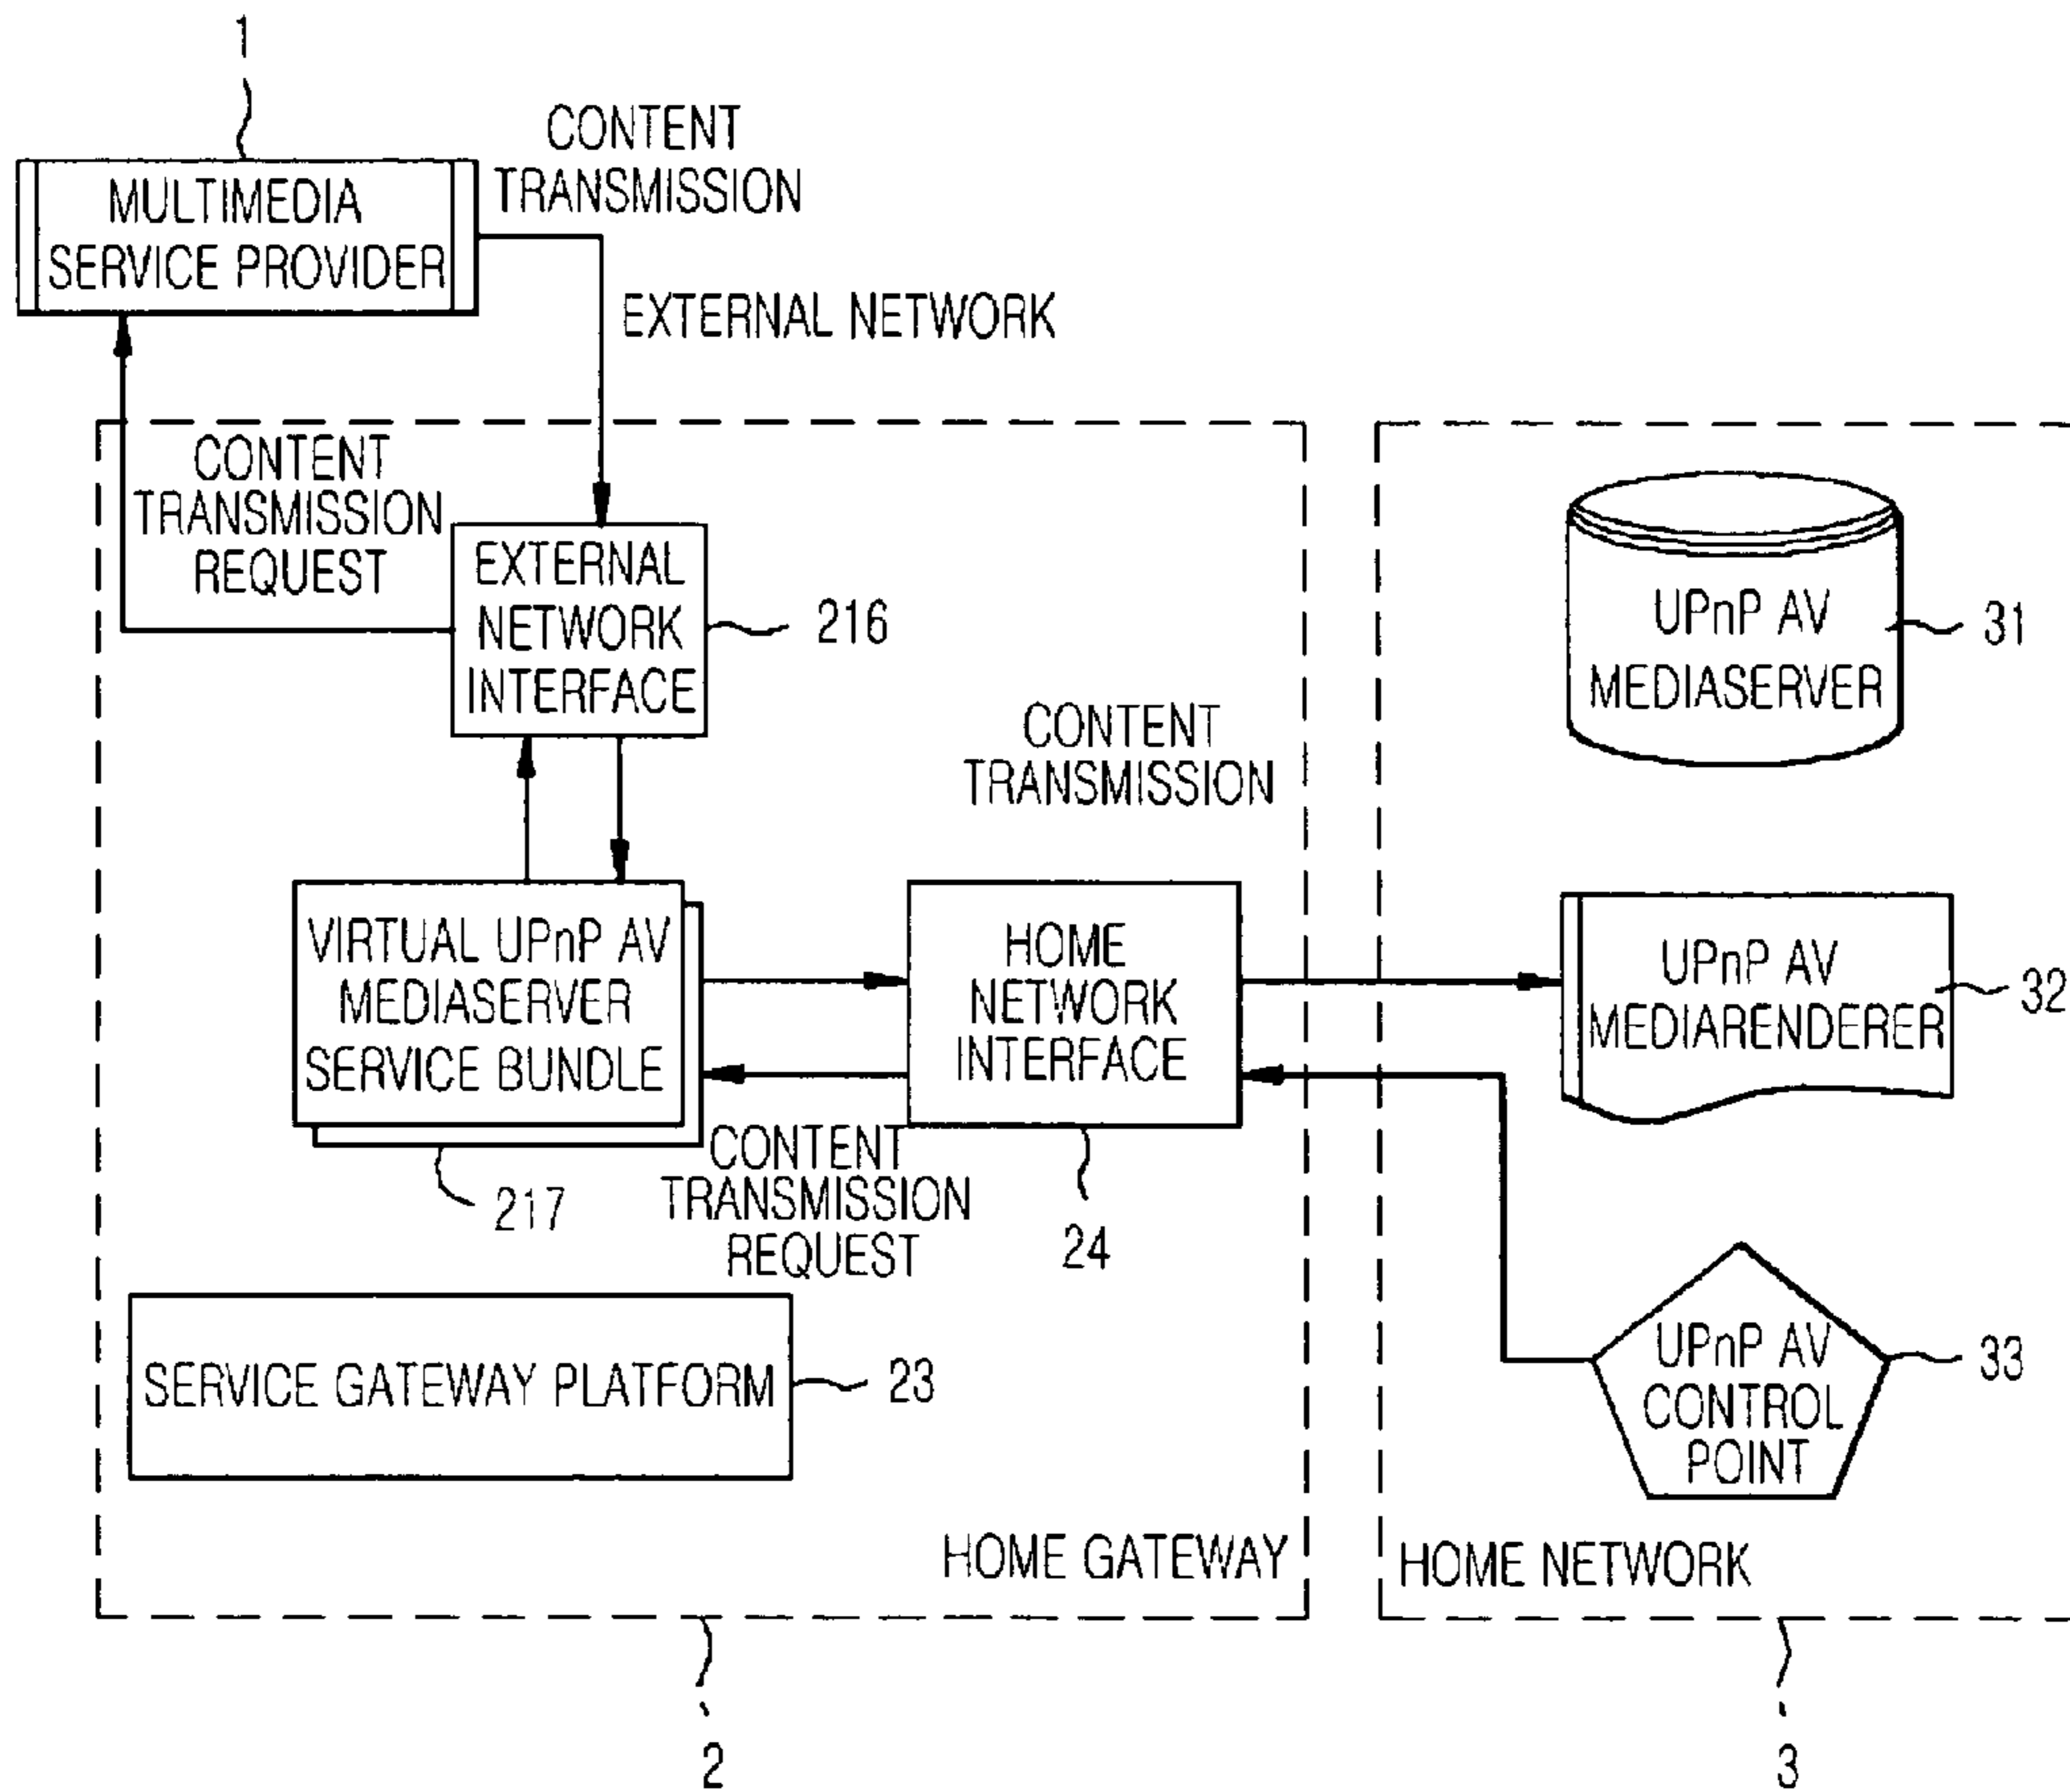 1
CONTENT
TRANSMISSION
MULTIMEDIA
SERVICE PROVIDER
EXTERNAL NETWORK
CONTENT
TRANSMISSION
REQUEST
EXTERNAL
NETWORK
INTERFACE
216
UPnP AV
MEDIASERVER
31
CONTENT
TRANSMISSION
VIRTUAL UPnP AV
MEDIASERVER
SERVICE BUNDLE
217
HOME
NETWORK
INTERFACE
24
UPnP AV
MEDIARENDERER
32
CONTENT
TRANSMISSION
REQUEST
SERVICE GATEWAY PLATFORM
23
UPnP AV
CONTROL
POINT
33
HOME GATEWAY
HOME NETWORK
2
3